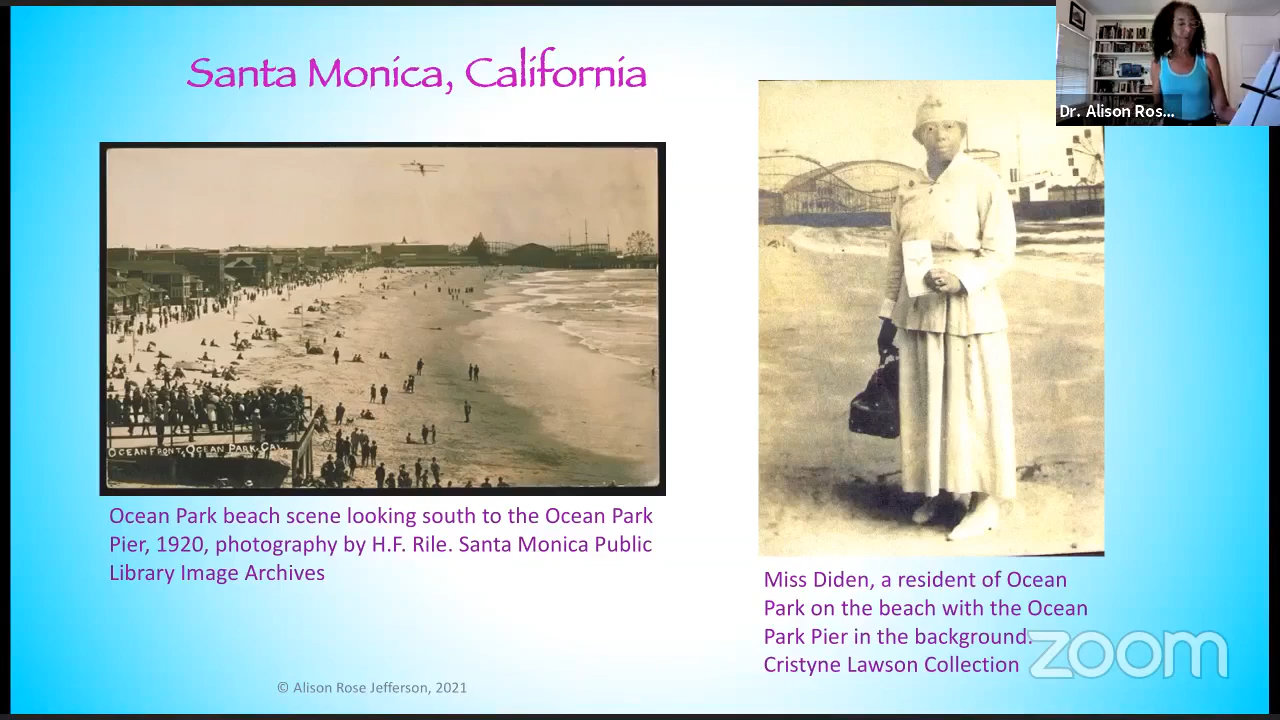 Santa Monica, California
Dr. Alison Ros...
OCEAN FRONT, OCEAN PARK, CAL.
Ocean Park beach scene looking south to the Ocean Park
Pier, 1920, photography by H.F. Rile. Santa Monica Public
Library Image Archives
Miss Diden, a resident of Ocean
Park on the beach with the Ocean
Park Pier in the background.
Cristyne Lawson Collection
zoom
© Alison Rose Jefferson, 2021